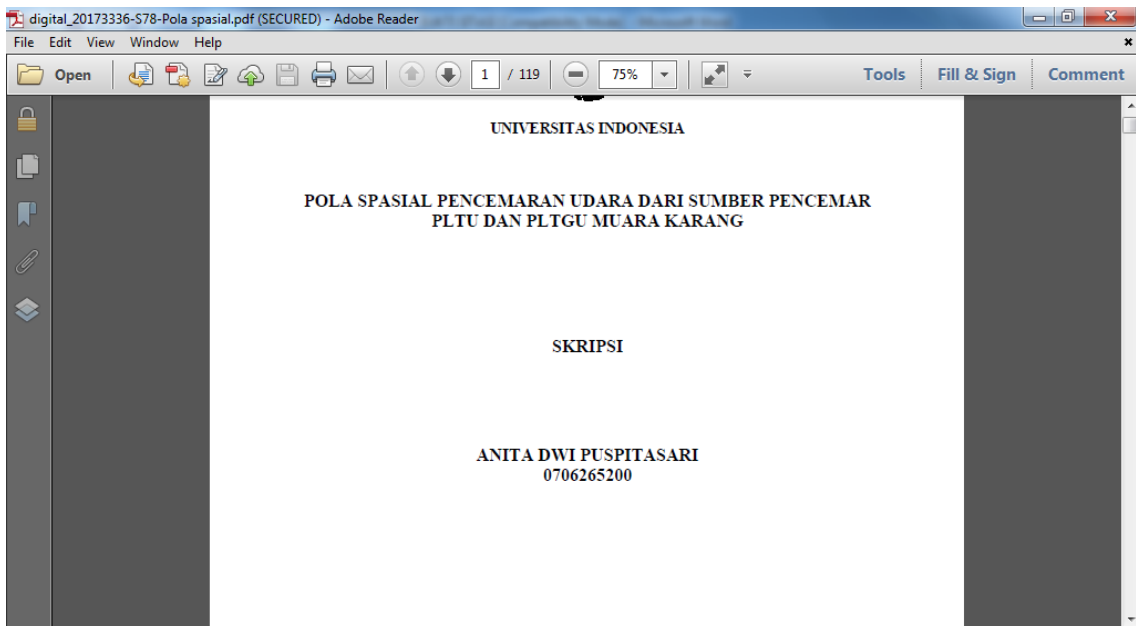 digital_20173336-S78-Pola spasial.pdf (SECURED) - Adobe Reader
File Edit View Window Help
Open 1 / 119 75% Tools Fill & Sign Comment
UNIVERSITAS INDONESIA
POLA SPASIAL PENCEMARAN UDARA DARI SUMBER PENCEMAR
PLTU DAN PLTGU MUARA KARANG
SKRIPSI
ANITA DWI PUSPITASARI
0706265200